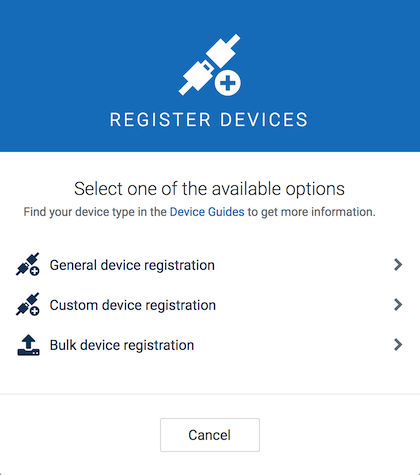 REGISTER DEVICES
Select one of the available options
Find your device type in the Device Guides to get more information.
General device registration
Custom device registration
Bulk device registration
Cancel